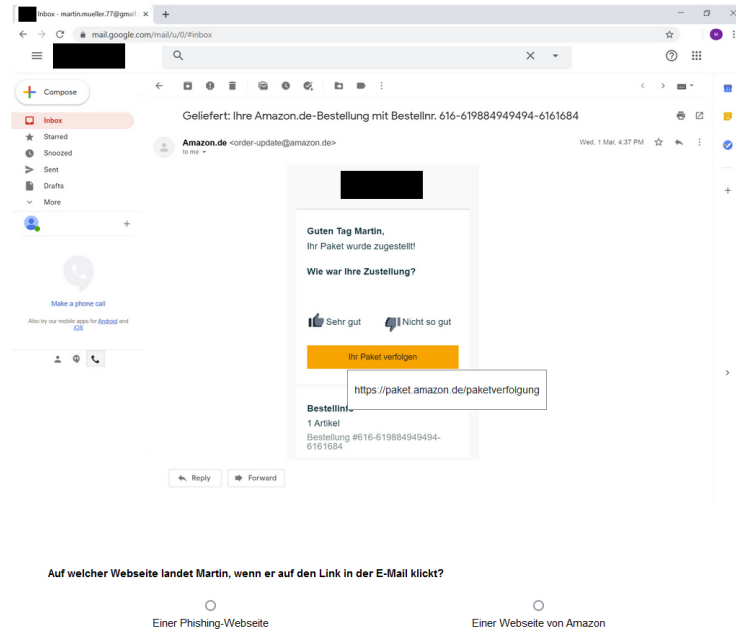 Inbox - martin.mueller.77@gmail
mail.google.com/mail/u/0/#inbox
Compose
Inbox
Starred
Snoozed
Sent
Drafts
More
Make a phone call
Also try our mobile apps for Android and
iOS
Geliefert: Ihre Amazon.de-Bestellung mit Bestellnr. 616-619884949494-6161684
Amazon.de <order-update@amazon.de>
Wed, 1 Mar, 4:37 PM
to me
Guten Tag Martin,
Ihr Paket wurde zugestellt!
Wie war Ihre Zustellung?
Sehr gut
Nicht so gut
Ihr Paket verfolgen
https://paket.amazon.de/paketverfolgung
Bestellinfo
1 Artikel
Bestellung #616-619884949494-
6161684
Reply
Forward
Auf welcher Webseite landet Martin, wenn er auf den Link in der E-Mail klickt?
Einer Phishing-Webseite
Einer Webseite von Amazon